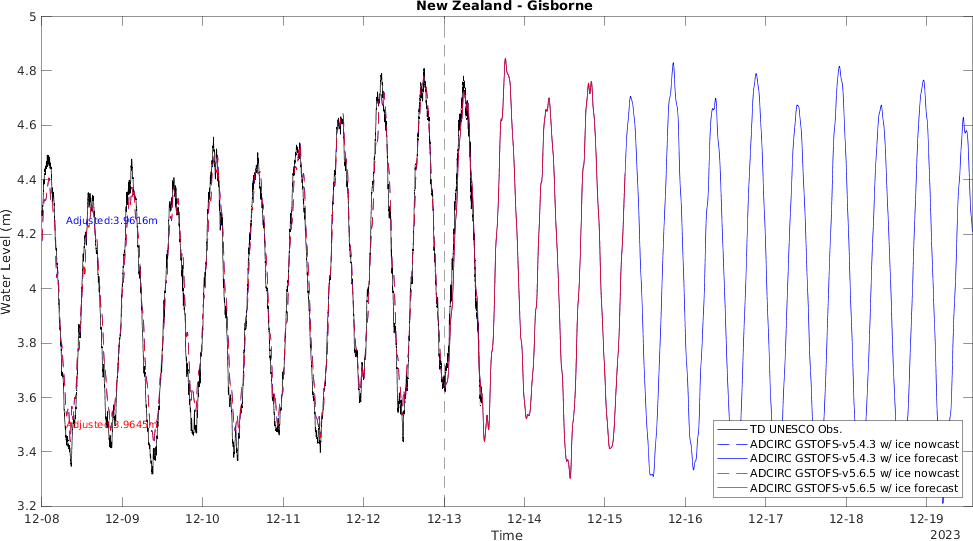 New Zealand - Gisborne
5
4.8
4.6
4.4
4.2
4
3.8
3.6
3.4
3.2
Water Level (m)
Adjusted:3.9616m
Adjusted:3.9645m
TD UNESCO Obs.
ADCIRC GSTOFS-v5.4.3 w/ ice nowcast
ADCIRC GSTOFS-v5.4.3 w/ ice forecast
ADCIRC GSTOFS-v5.6.5 w/ ice nowcast
ADCIRC GSTOFS-v5.6.5 w/ ice forecast
12-08 12-09 12-10 12-11 12-12 12-13 12-14 12-15 12-16 12-17 12-18 12-19
Time
2023